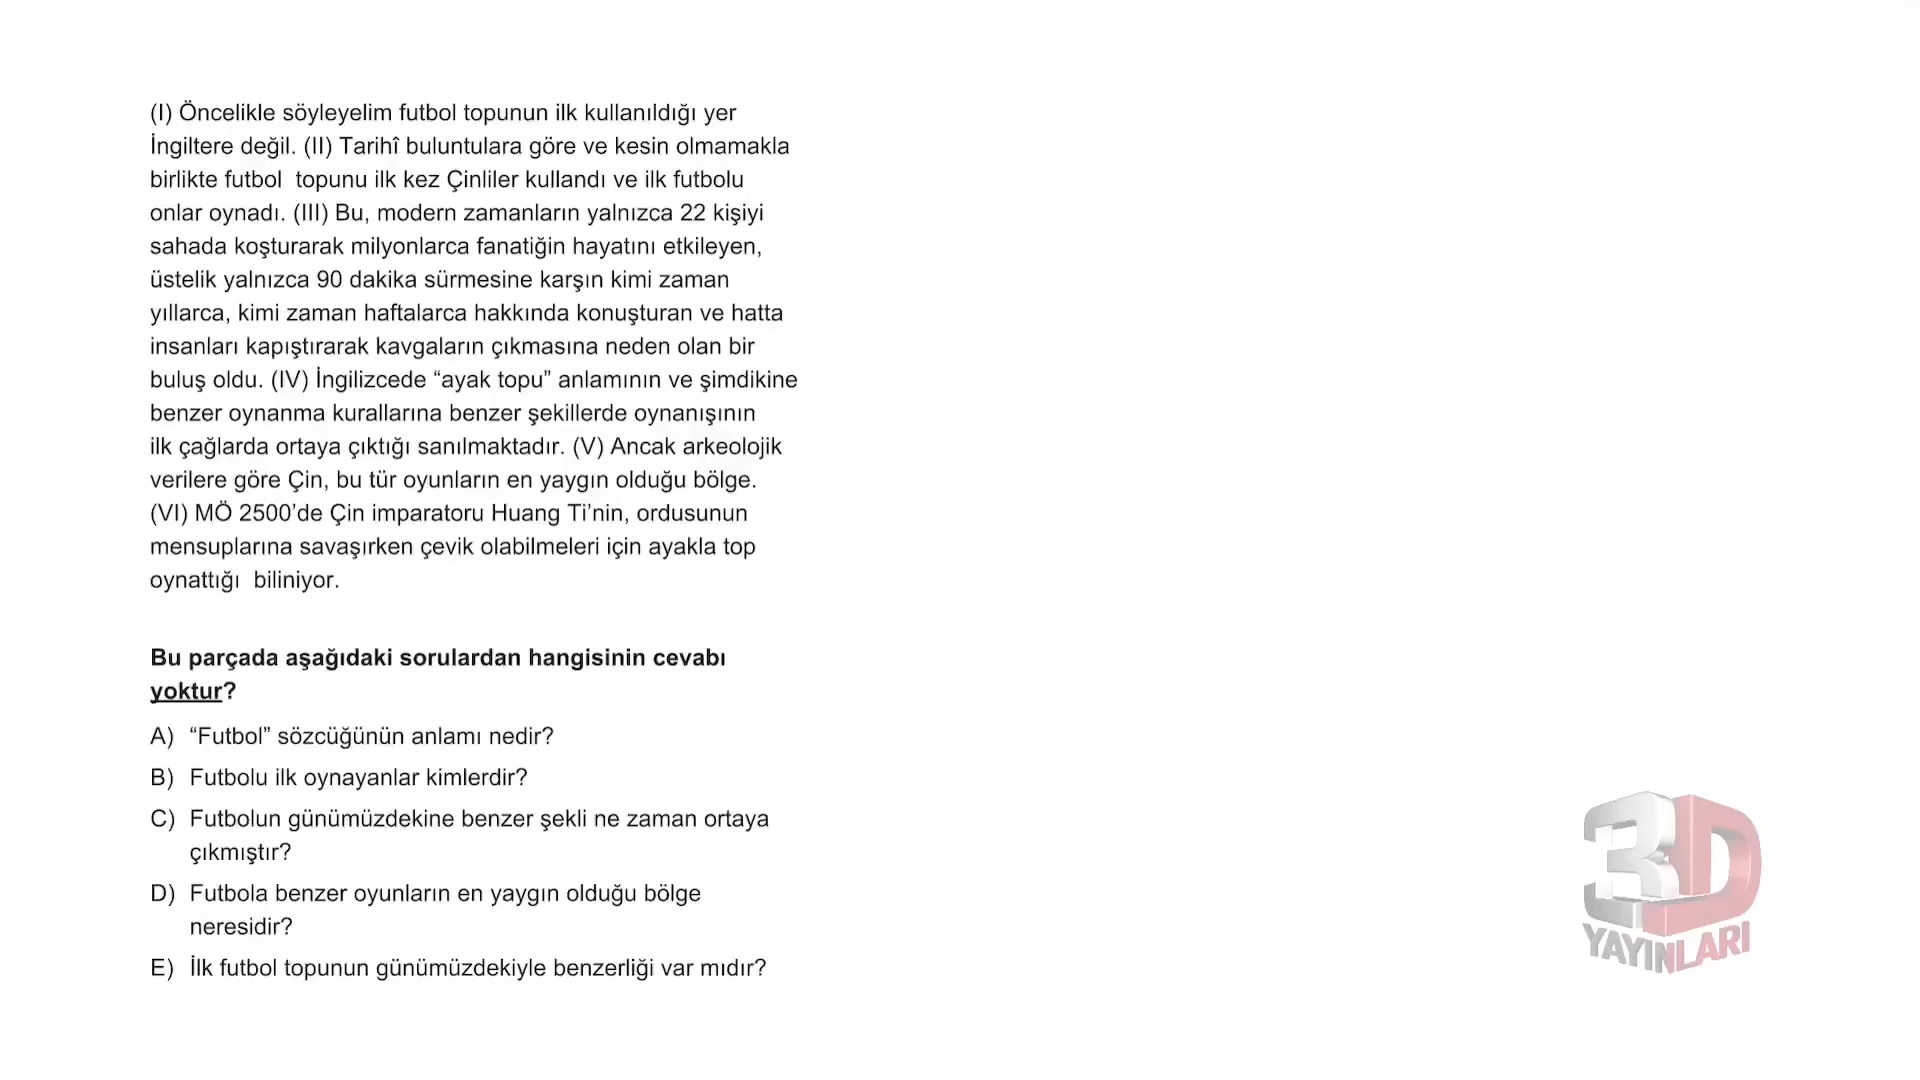 (I) Öncelikle söyleyelim futbol topunun ilk kullanıldığı yer
İngiltere değil. (II) Tarihî buluntulara göre ve kesin olmamakla
birlikte futbol topunu ilk kez Çinliler kullandı ve ilk futbolu
onlar oynadı. (III) Bu, modern zamanların yalnızca 22 kişiyi
sahada koşturarak milyonlarca fanatiğin hayatını etkileyen,
üstelik yalnızca 90 dakika sürmesine karşın kimi zaman
yıllarca, kimi zaman haftalarca hakkında konuşturan ve hatta
insanları kapıştırarak kavgaların çıkmasına neden olan bir
buluş oldu. (IV) İngilizcede “ayak topu” anlamının ve şimdikine
benzer oynanma kurallarına benzer şekillerde oynanışının
ilk çağlarda ortaya çıktığı sanılmaktadır. (V) Ancak arkeolojik
verilere göre Çin, bu tür oyunların en yaygın olduğu bölge.
(VI) MÖ 2500’de Çin imparatoru Huang Ti’nin, ordusunun
mensuplarına savaşırken çevik olabilmeleri için ayakla top
oynattığı biliniyor.
Bu parçada aşağıdaki sorulardan hangisinin cevabı
yoktur?
A) “Futbol” sözcüğünün anlamı nedir?
B) Futbolu ilk oynayanlar kimlerdir?
C) Futbolun günümüzdekine benzer şekli ne zaman ortaya
çıkmıştır?
D) Futbola benzer oyunların en yaygın olduğu bölge
neresidir?
E) İlk futbol topunun günümüzdekiyle benzerliği var mıdır?
3D
YAYINLARI